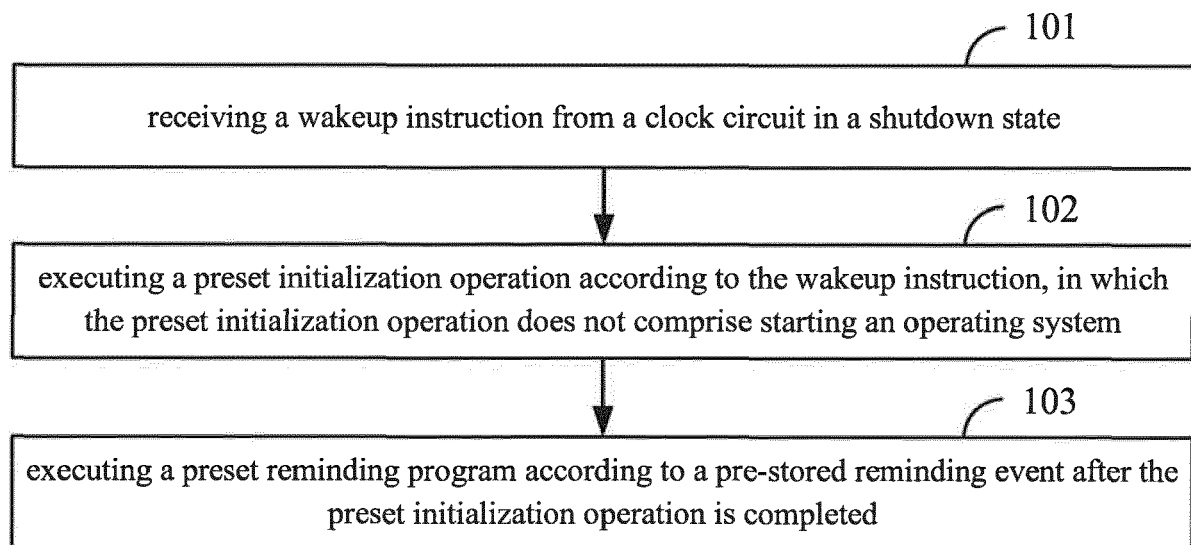 101
receiving a wakeup instruction from a clock circuit in a shutdown state
102
executing a preset initialization operation according to the wakeup instruction, in which
the preset initialization operation does not comprise starting an operating system
103
executing a preset reminding program according to a pre-stored reminding event after the
preset initialization operation is completed